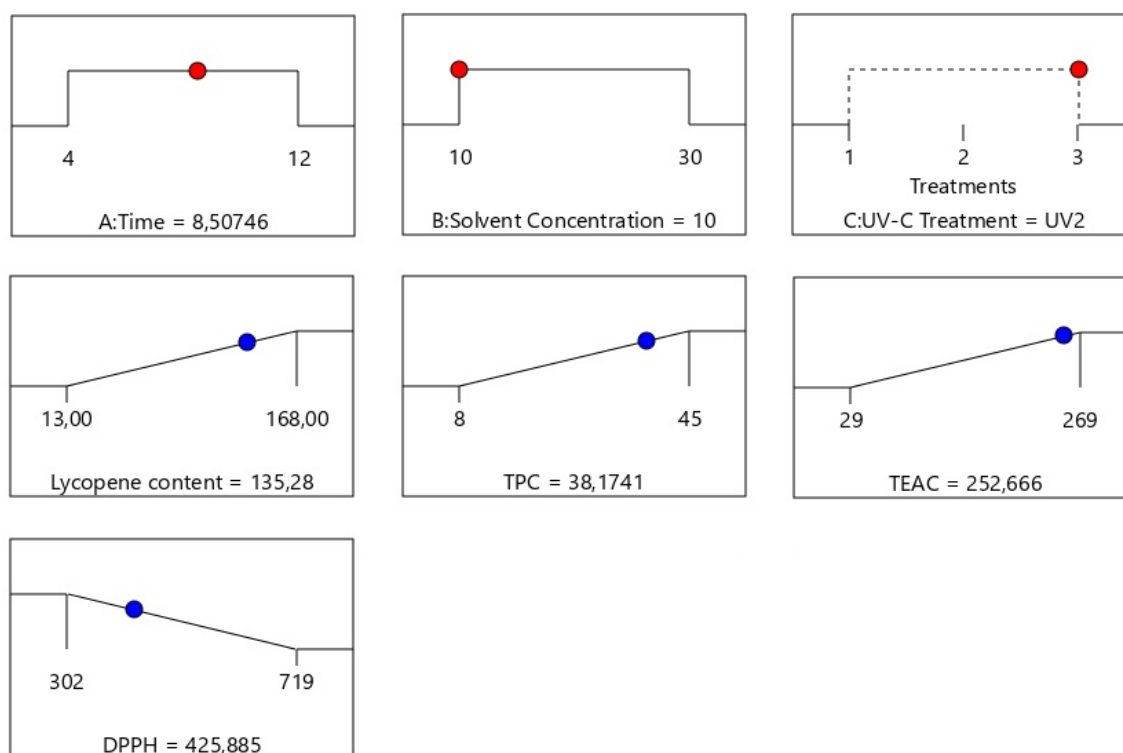 4 12
A:Time = 8,50746
10 30
B:Solvent Concentration = 10
1 2 3
Treatments
C:UV-C Treatment = UV2
13,00 168,00
Lycopene content = 135,28
8 45
TPC = 38,1741
29 269
TEAC = 252,666
302 719
DPPH = 425,885